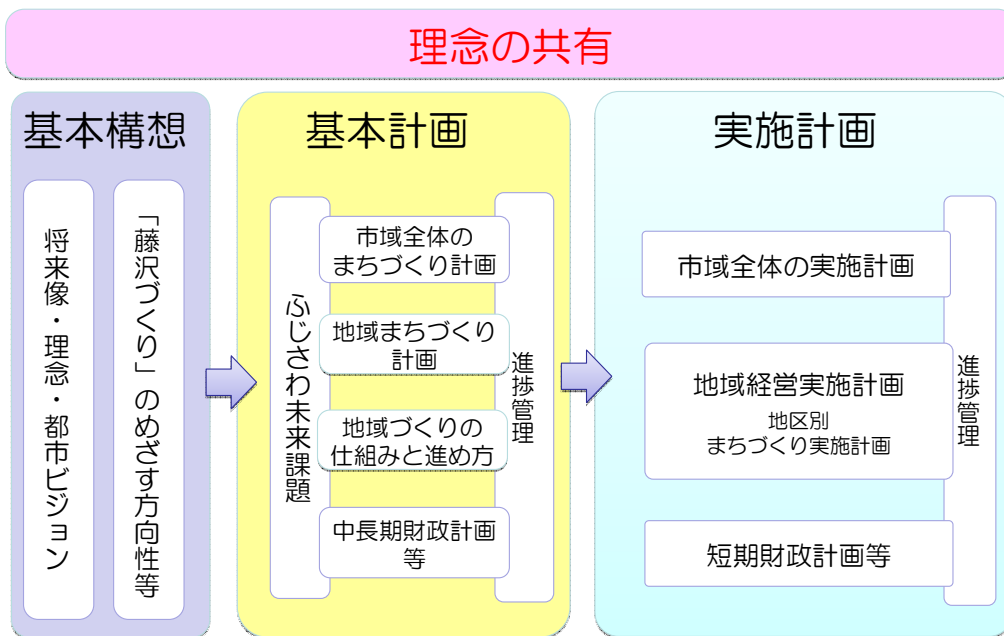 理念の共有
基本構想
将来像・理念・都市ビジョン
「藤沢づくり」のめざす方向性等
基本計画
ふじさわ未来課題
市域全体の
まちづくり計画
地域まちづくり
計画
地域づくりの
仕組みと進め方
中長期財政計画
等
進捗管理
実施計画
市域全体の実施計画
地域経営実施計画
地区別
まちづくり実施計画
短期財政計画等
進捗管理